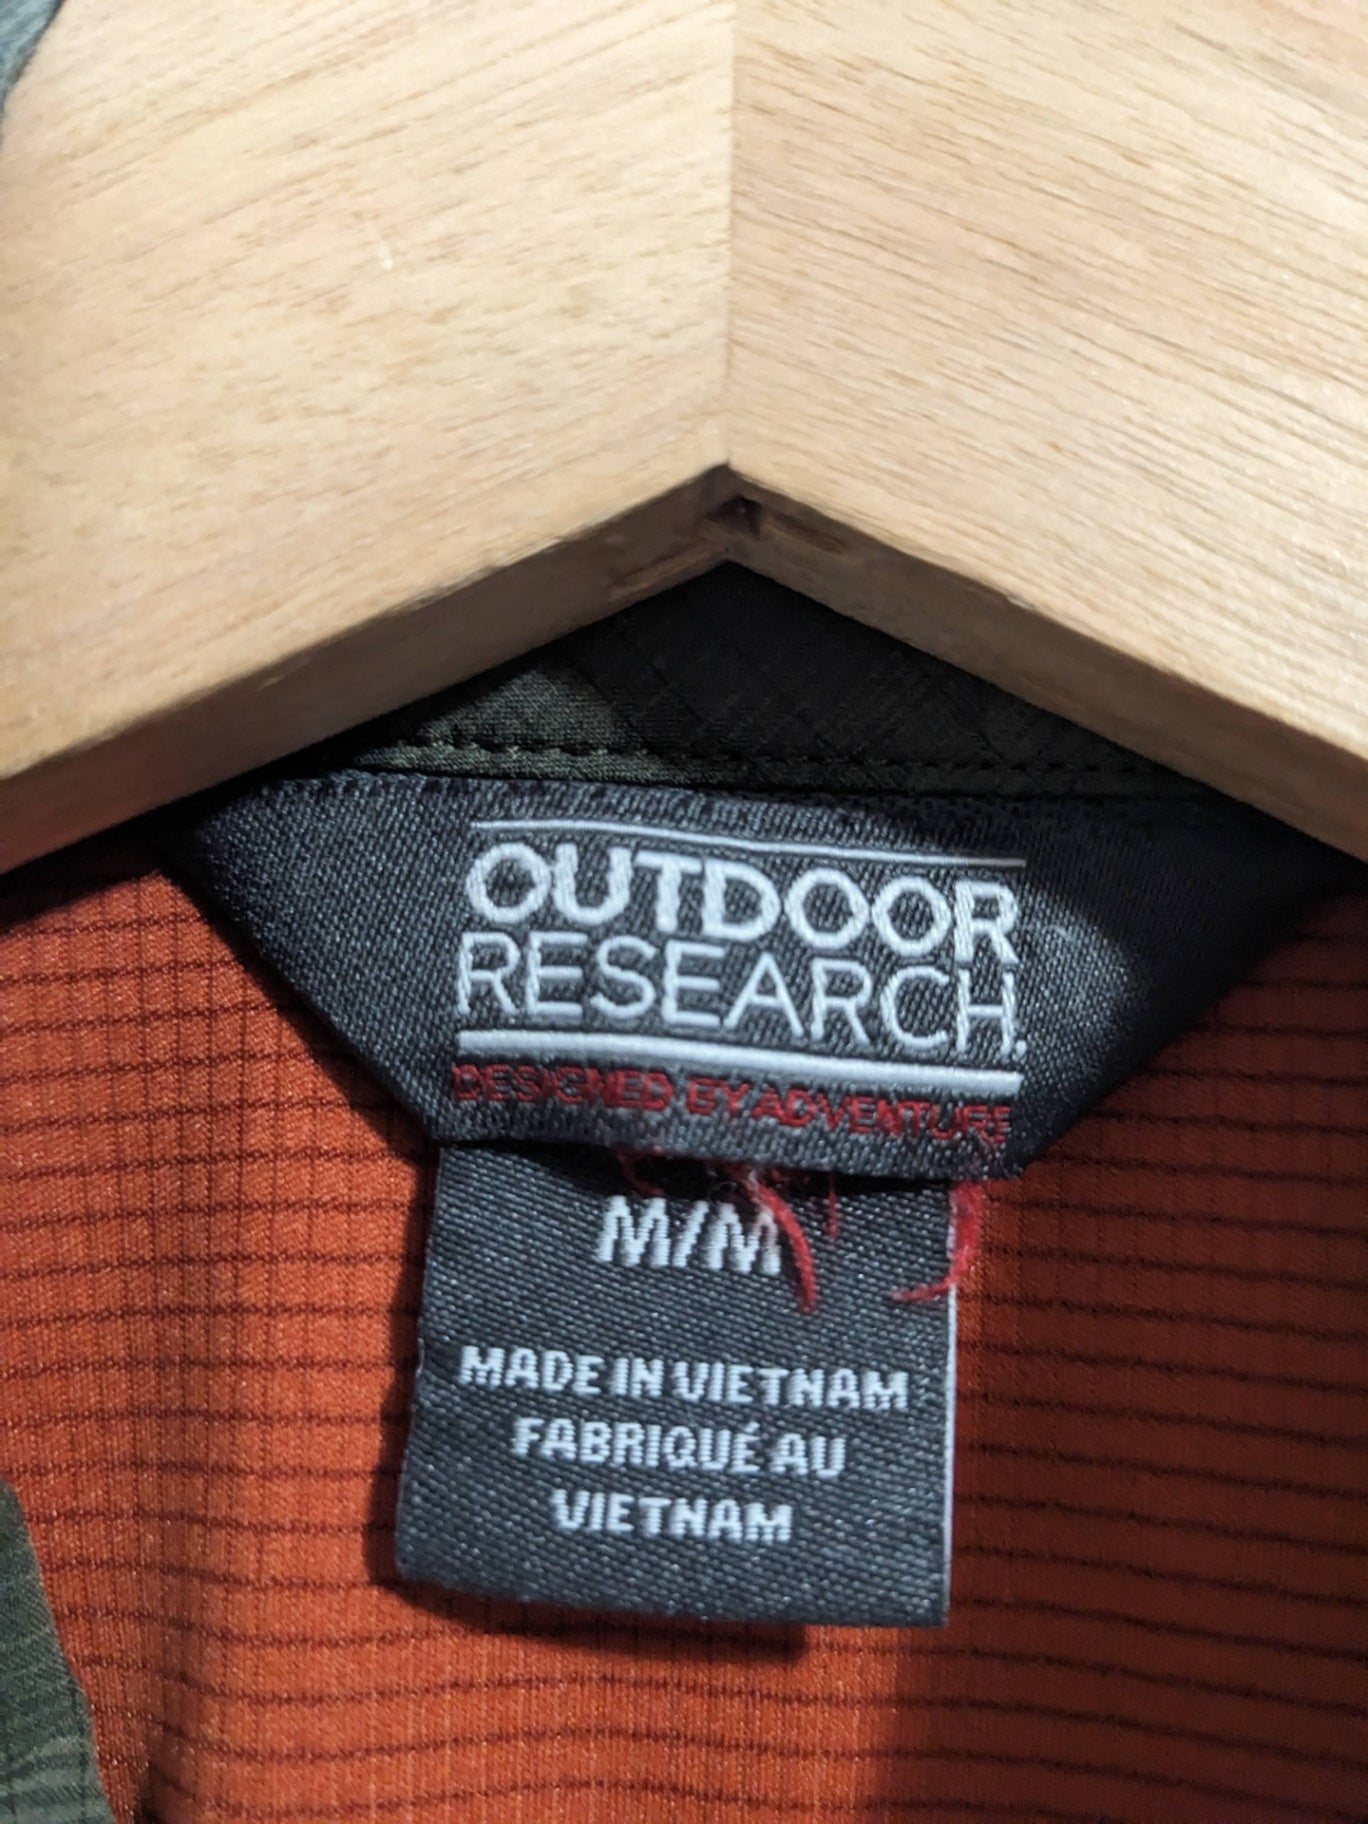 OUTDOOR
RESEARCH.
DESIGNED BY ADVENTURE
M/M
MADE IN VIETNAM
FABRIQUÉ AU
VIETNAM